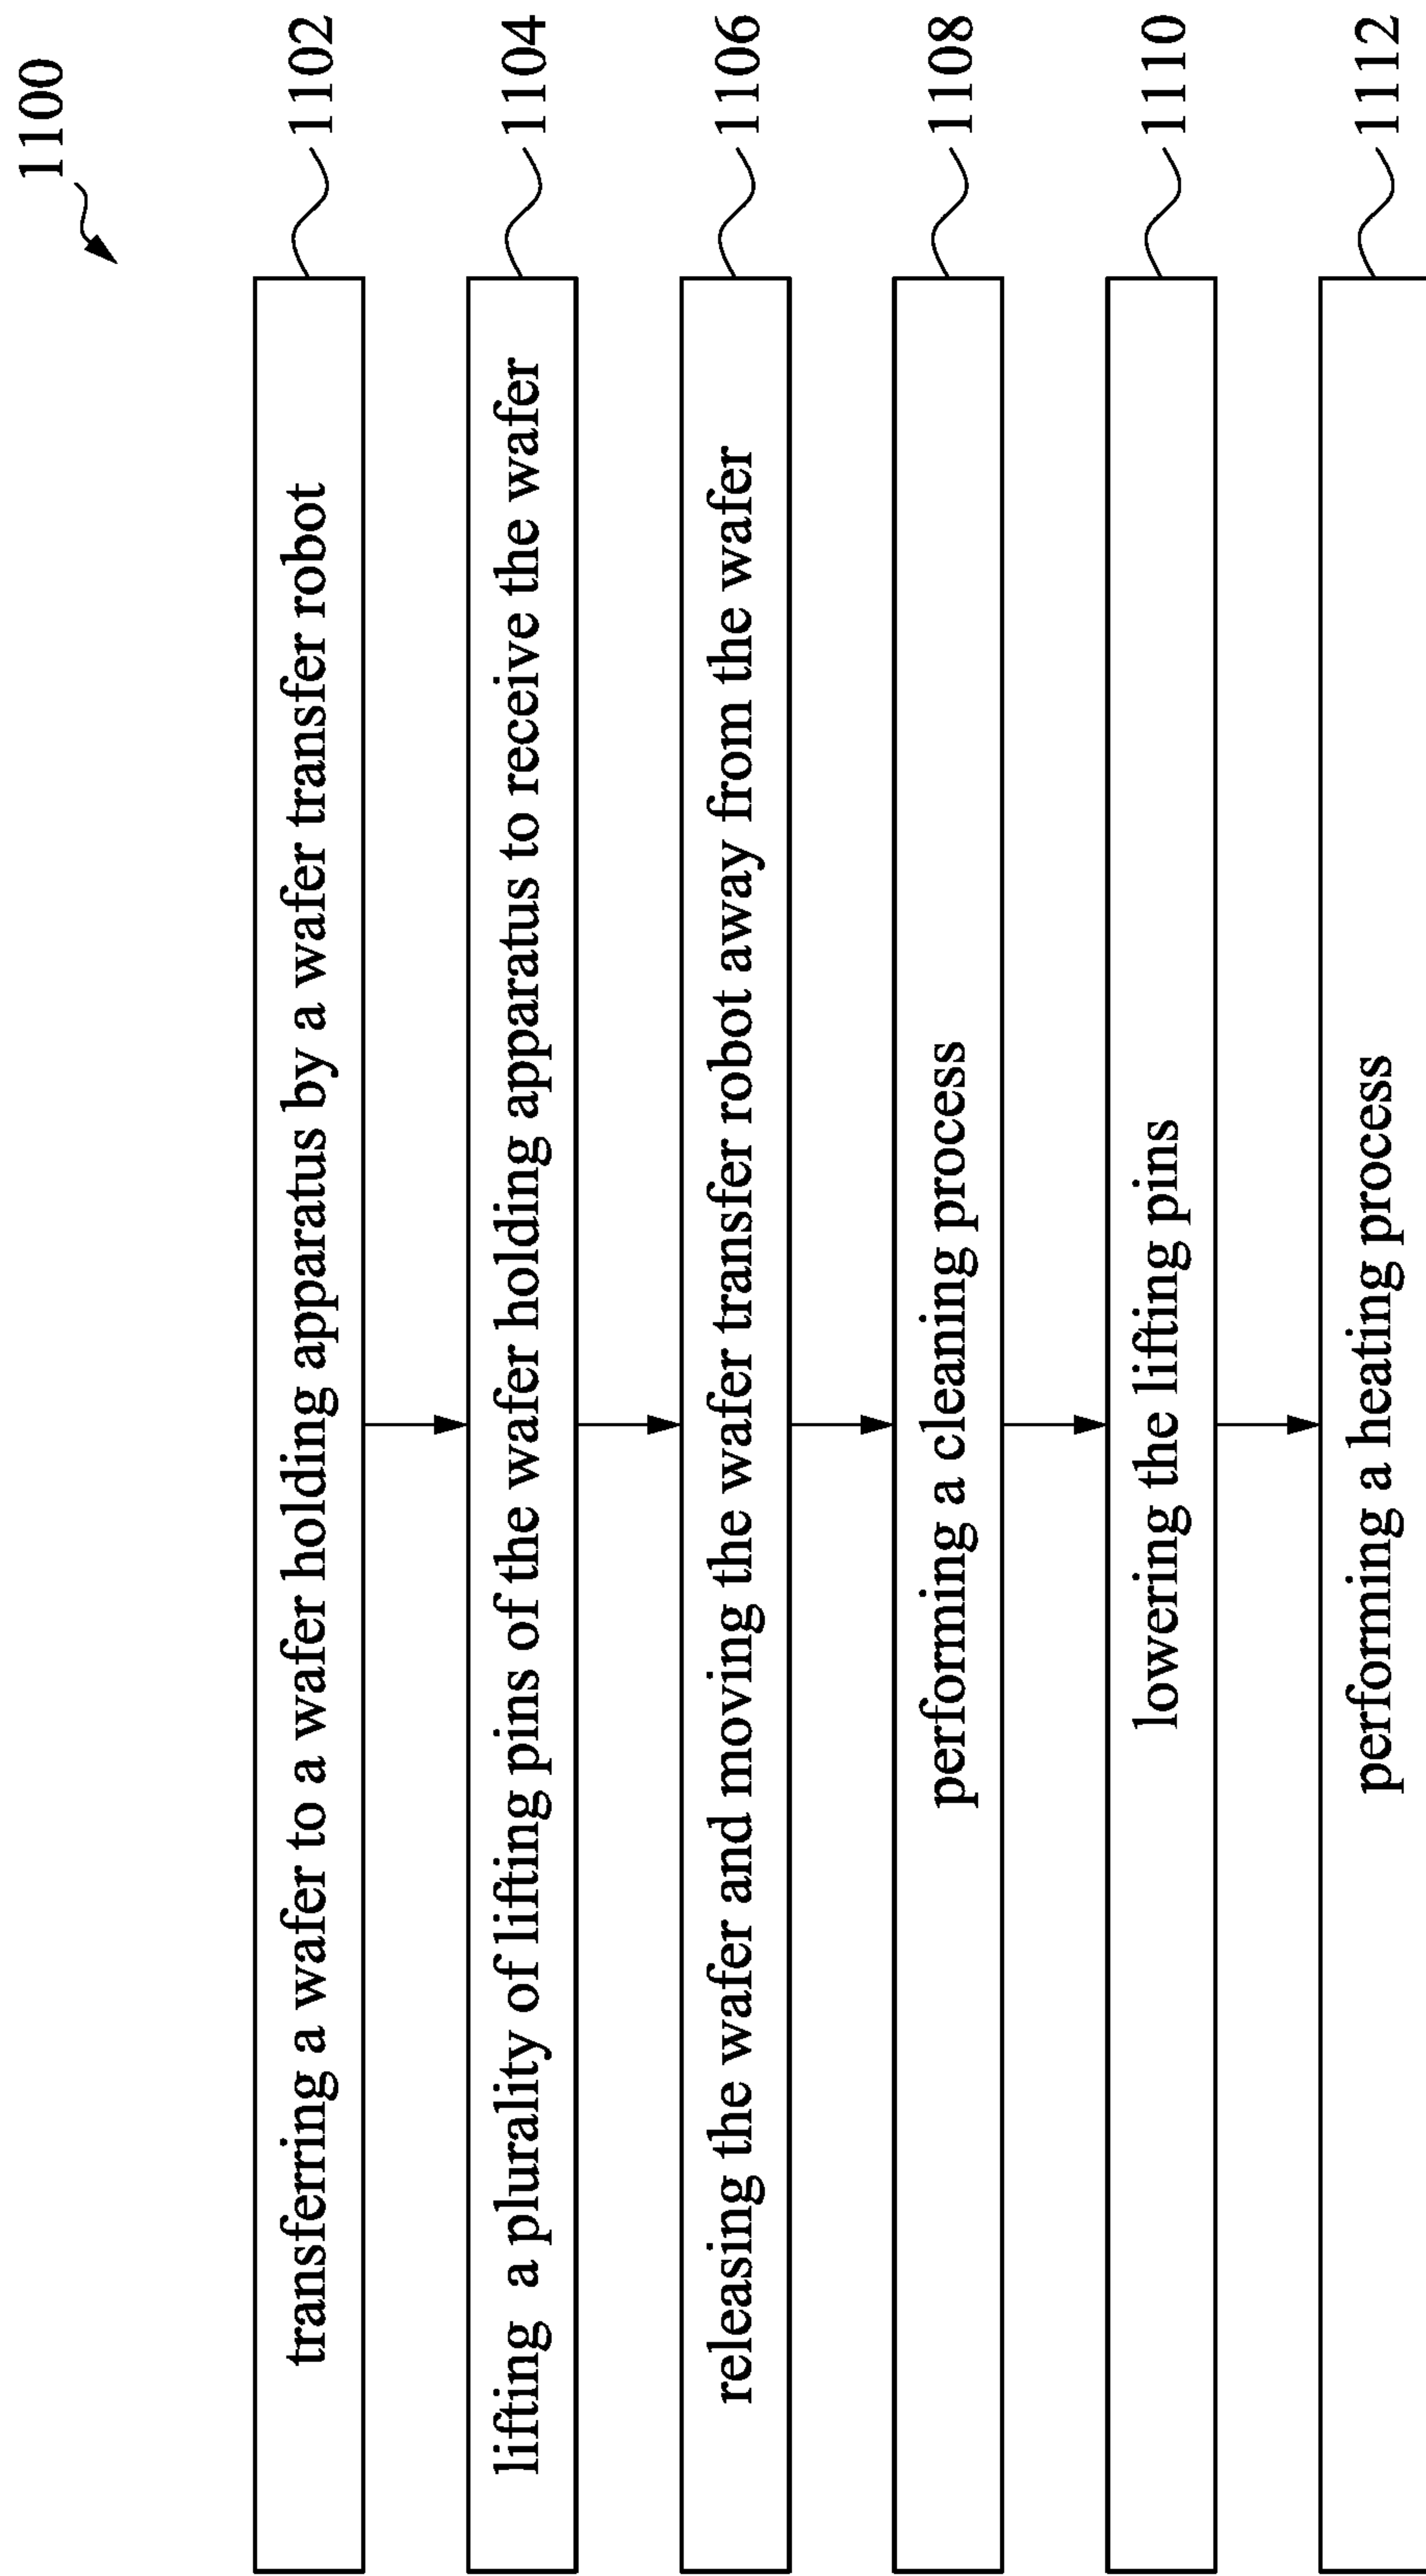 1100
transferring a wafer to a wafer holding apparatus by a wafer transfer robot
1102
lifting a plurality of lifting pins of the wafer holding apparatus to receive the wafer
1104
releasing the wafer and moving the wafer transfer robot away from the wafer
1106
performing a cleaning process
1108
lowering the lifting pins
1110
performing a heating process
1112